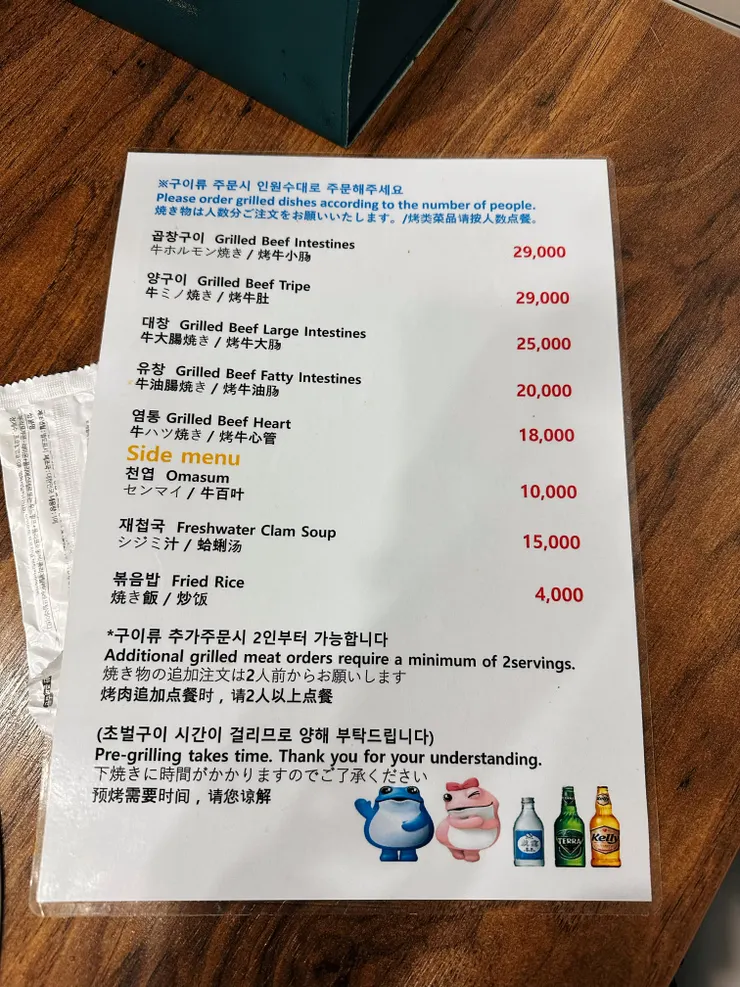 ※구이류 주문시 인원수대로 주문해주세요
Please order grilled dishes according to the number of people.
焼き物は人数分ご注文をお願いいたします。/烤类菜品请按人数点餐。
곱창구이 Grilled Beef Intestines
牛ホルモン焼き / 烤牛小肠
29,000
양구이 Grilled Beef Tripe
牛ミノ焼き / 烤牛肚
29,000
대창 Grilled Beef Large Intestines
牛大腸焼き / 烤牛大肠
25,000
유창 Grilled Beef Fatty Intestines
牛油腸焼き / 烤牛油肠
20,000
염통 Grilled Beef Heart
牛ハツ焼き / 烤牛心管
18,000
Side menu
천엽 Omasum
センマイ / 牛百叶
10,000
재첩국 Freshwater Clam Soup
シジミ汁 / 蛤蜊汤
15,000
볶음밥 Fried Rice
焼き飯 / 炒饭
4,000
*구이류 추가주문시 2인부터 가능합니다
Additional grilled meat orders require a minimum of 2servings.
焼き物の追加注文は2人前からお願いします
烤肉追加点餐时，请2人以上点餐
(초벌구이 시간이 걸리므로 양해 부탁드립니다)
Pre-grilling takes time. Thank you for your understanding.
下焼きに時間がかかりますのでご了承ください
预烤需要时间，请您谅解
TERRA
Kelly